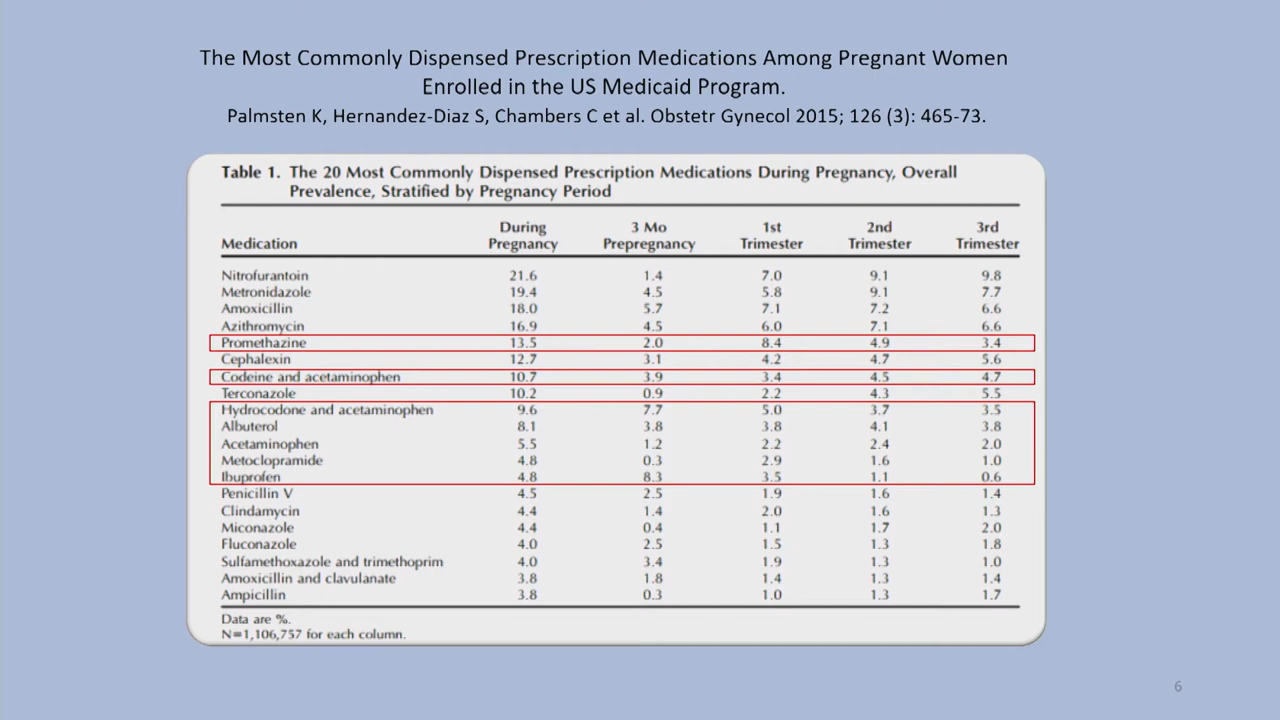 The Most Commonly Dispensed Prescription Medications Among Pregnant Women
Enrolled in the US Medicaid Program.
Palmsten K, Hernandez-Diaz S, Chambers C et al. Obstetr Gynecol 2015; 126 (3): 465-73.
Table 1. The 20 Most Commonly Dispensed Prescription Medications During Pregnancy, Overall
Prevalence, Stratified by Pregnancy Period
During 3 Mo 1st 2nd 3rd
Medication Pregnancy Prepregnancy Trimester Trimester Trimester
Nitrofurantoin 21.6 1.4 7.0 9.1 9.8
Metronidazole 19.4 4.5 5.8 9.1 7.7
Amoxicillin 18.0 5.7 7.1 7.2 6.6
Azithromycin 16.9 4.5 6.0 7.1 6.6
Promethazine 13.5 2.0 8.4 4.9 3.4
Cephalexin 12.7 3.1 4.2 4.7 5.6
Codeine and acetaminophen 10.7 3.9 3.4 4.5 4.7
Terconazole 10.2 0.9 2.2 4.3 5.5
Hydrocodone and acetaminophen 9.6 7.7 5.0 3.7 3.5
Albuterol 8.1 3.8 3.8 4.1 3.8
Acetaminophen 5.5 1.2 2.2 2.4 2.0
Metoclopramide 4.8 0.3 2.9 1.6 1.0
Ibuprofen 4.8 8.3 3.5 1.1 0.6
Penicillin V 4.5 2.5 1.9 1.6 1.4
Clindamycin 4.4 1.4 2.0 1.6 1.3
Miconazole 4.4 0.4 1.1 1.7 2.0
Fluconazole 4.0 2.5 1.5 1.3 1.8
Sulfamethoxazole and trimethoprim 4.0 3.4 1.9 1.3 1.0
Amoxicillin and clavulanate 3.8 1.8 1.4 1.3 1.4
Ampicillin 3.8 0.3 1.0 1.3 1.7
Data are %.
N=1,106,757 for each column.
6